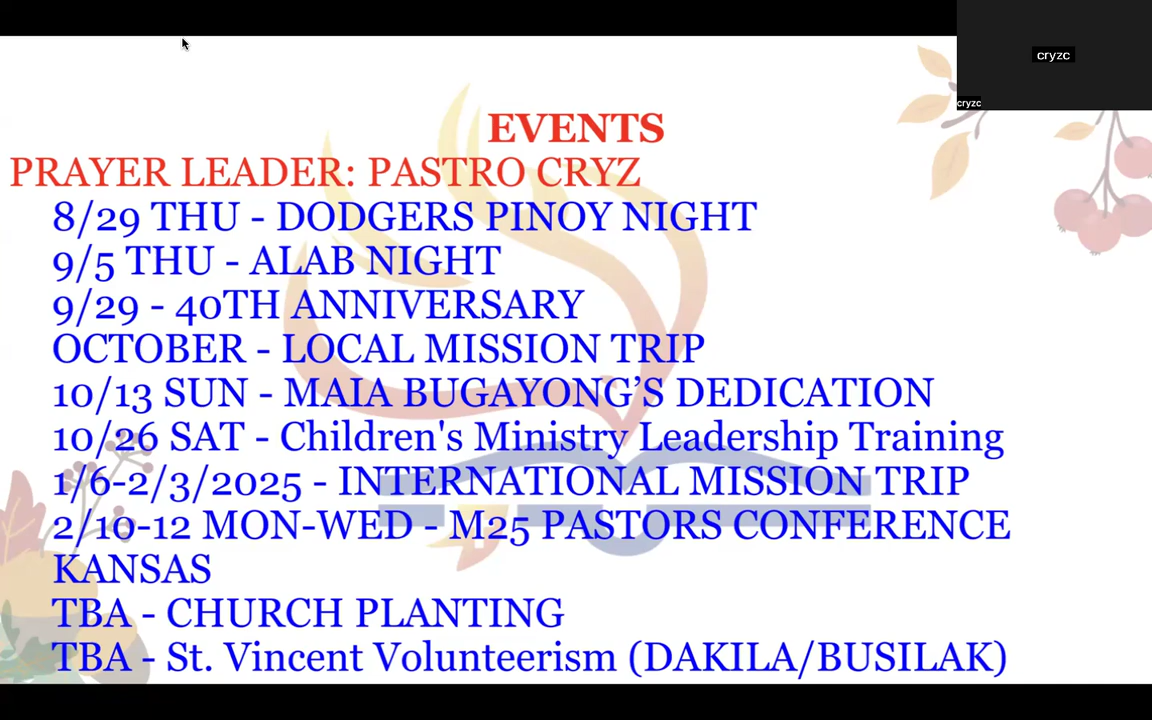 cryzc
cryzc
EVENTS
PRAYER LEADER: PASTRO CRYZ
8/29 THU - DODGERS PINOY NIGHT
9/5 THU - ALAB NIGHT
9/29 - 40TH ANNIVERSARY
OCTOBER - LOCAL MISSION TRIP
10/13 SUN - MAIA BUGAYONG’S DEDICATION
10/26 SAT - Children's Ministry Leadership Training
1/6-2/3/2025 - INTERNATIONAL MISSION TRIP
2/10-12 MON-WED - M25 PASTORS CONFERENCE
KANSAS
TBA - CHURCH PLANTING
TBA - St. Vincent Volunteerism (DAKILA/BUSILAK)